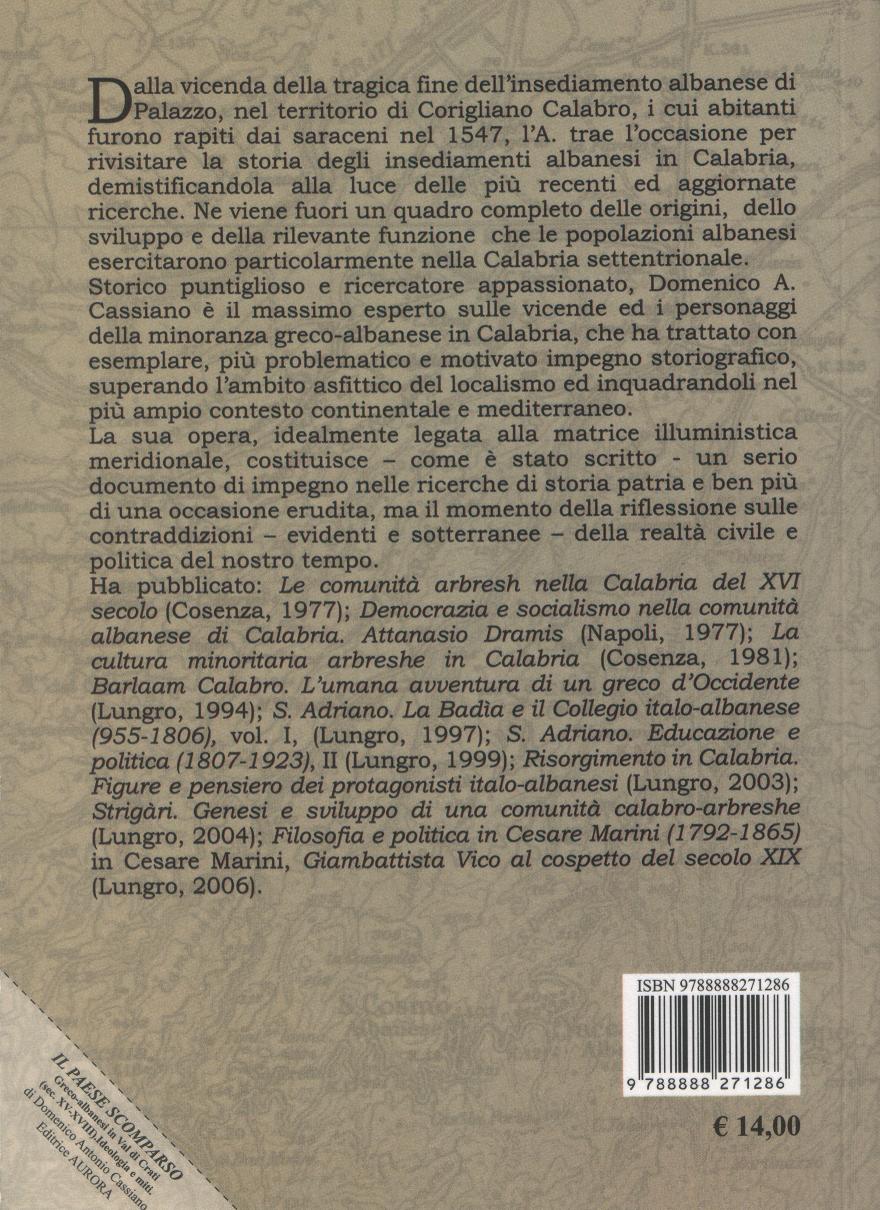 Dalla vicenda della tragica fine dell'insediamento albanese di
Palazzo, nel territorio di Corigliano Calabro, i cui abitanti
furono rapiti dai saraceni nel 1547, l'A. trae l'occasione per
rivisitare la storia degli insediamenti albanesi in Calabria,
demistificandola alla luce delle più recenti ed aggiornate
ricerche. Ne viene fuori un quadro completo delle origini, dello
sviluppo e della rilevante funzione che le popolazioni albanesi
esercitarono particolarmente nella Calabria settentrionale.
Storico puntiglioso e ricercatore appassionato, Domenico A.
Cassiano è il massimo esperto sulle vicende ed i personaggi
della minoranza greco-albanese in Calabria, che ha trattato con
esemplare, più problematico e motivato impegno storiografico,
superando l'ambito asfittico del localismo ed inquadrandoli nel
più ampio contesto continentale e mediterraneo.
La sua opera, idealmente legata alla matrice illuministica
meridionale, costituisce – come è stato scritto - un serio
documento di impegno nelle ricerche di storia patria e ben più
di una occasione erudita, ma il momento della riflessione sulle
contraddizioni – evidenti e sotterranee – della realtà civile e
politica del nostro tempo.
Ha pubblicato: Le comunità arbresh nella Calabria del XVI
secolo (Cosenza, 1977); Democrazia e socialismo nella comunità
albanese di Calabria. Attanasio Dramis (Napoli, 1977); La
cultura minoritaria arbreshe in Calabria (Cosenza, 1981);
Barlaam Calabro. L'umana avventura di un greco d'Occidente
(Lungro, 1994); S. Adriano. La Badìa e il Collegio italo-albanese
(955-1806), vol. I, (Lungro, 1997); S. Adriano. Educazione e
politica (1807-1923), II (Lungro, 1999); Risorgimento in Calabria.
Figure e pensiero dei protagonisti italo-albanesi (Lungro, 2003);
Strigàri. Genesi e sviluppo di una comunità calabro-arbreshe
(Lungro, 2004); Filosofia e politica in Cesare Marini (1792-1865)
in Cesare Marini, Giambattista Vico al cospetto del secolo XIX
(Lungro, 2006).
ISBN 9788888271286
9 788888 271286
€ 14,00
IL PAESE SCOMPARSO
Greco-albanesi in Val di Crati
(sec. XV-XVIII).Ideologia e miti.
di Domenico Antonio Cassiano
Editrice AURORA